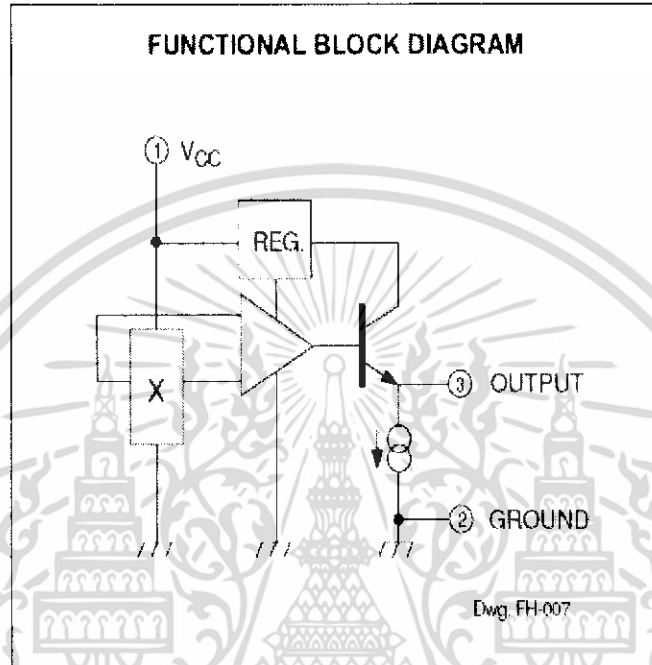 FUNCTIONAL BLOCK DIAGRAM
1 VCC
REG.
X
3 OUTPUT
2 GROUND
Dwg. FH-007